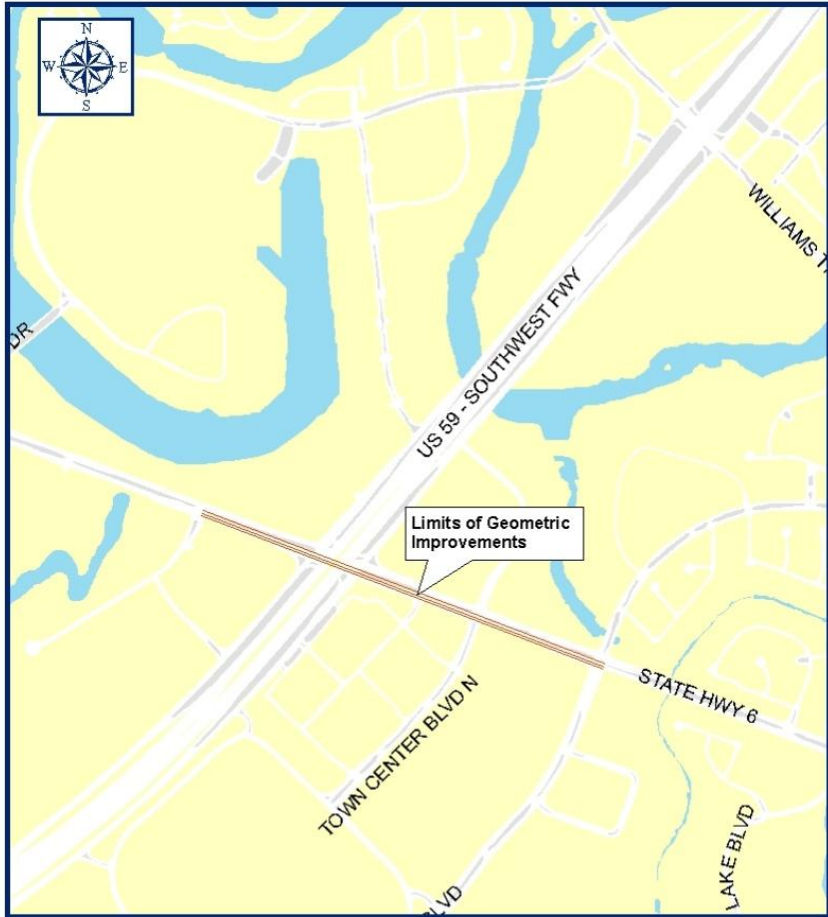 N
W E
S
WILLIAMS T
US 59 - SOUTHWEST FWY
DR
Limits of Geometric
Improvements
STATE HWY 6
TOWN CENTER BLVD N
LAKE BLVD
BLVD